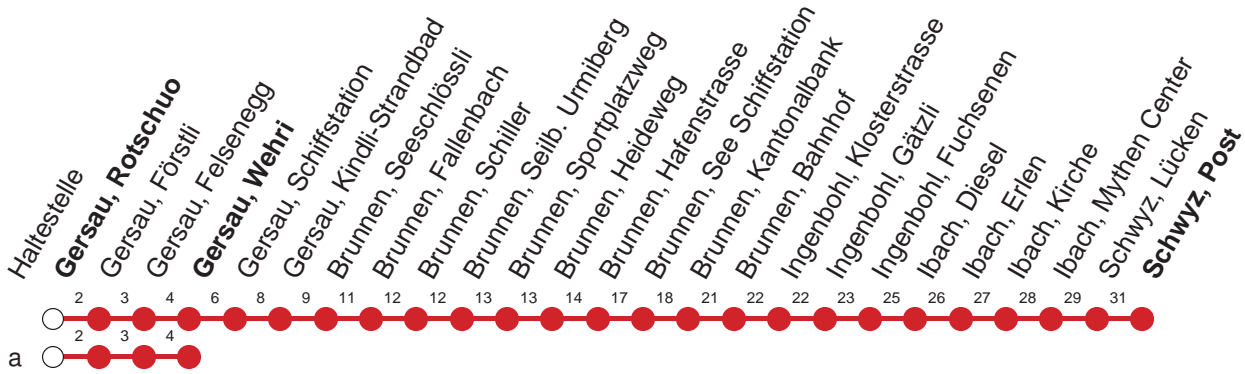 Haltestelle
Gersau, Rotschuo
Gersau, Förstli
Gersau, Felsenegg
Gersau, Wehri
Gersau, Schiffstation
Gersau, Kindli-Strandbad
Brunnen, Seeschlössli
Brunnen, Fallenbach
Brunnen, Schiller
Brunnen, Seilb. Urmiberg
Brunnen, Sportplatzweg
Brunnen, Heideweg
Brunnen, Hafenstrasse
Brunnen, See Schiffstation
Brunnen, Kantonalbank
Brunnen, Bahnhof
Ingenbohl, Klosterstrasse
Ingenbohl, Gätzli
Ingenbohl, Fuchsenen
Ibach, Diesel
Ibach, Erlen
Ibach, Kirche
Ibach, Mythen Center
Schwyz, Lücken
Schwyz, Post
2 3 4 6 8 9 11 12 12 13 13 14 17 18 21 22 22 23 25 26 27 28 29 31
a 2 3 4